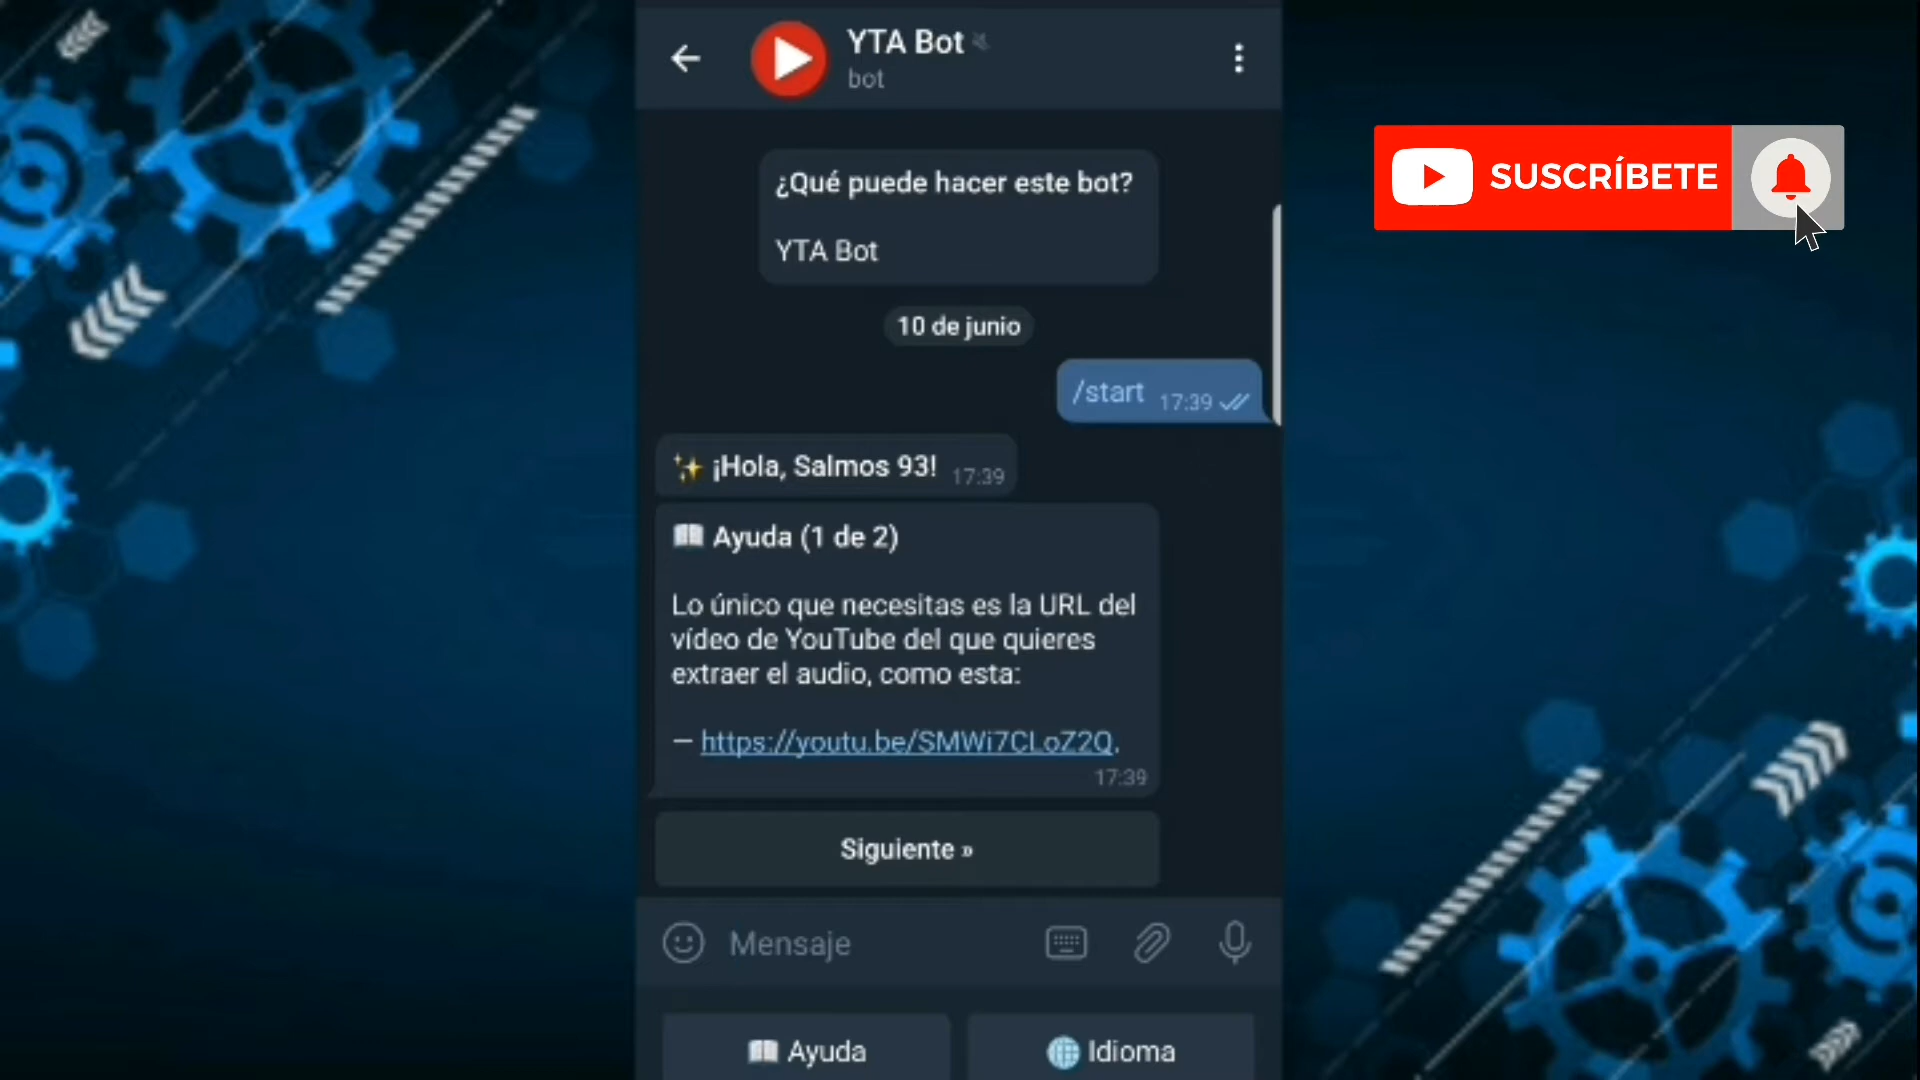 YTA Bot
bot
SUSCRÍBETE
¿Qué puede hacer este bot?
YTA Bot
10 de junio
/start 17:39
✨ ¡Hola, Salmos 93! 17:39
📖 Ayuda (1 de 2)
Lo único que necesitas es la URL del
vídeo de YouTube del que quieres
extraer el audio, como esta:
— https://youtu.be/SMWi7CLoZ2Q.
17:39
Siguiente »
Mensaje
📖 Ayuda
🌐 Idioma